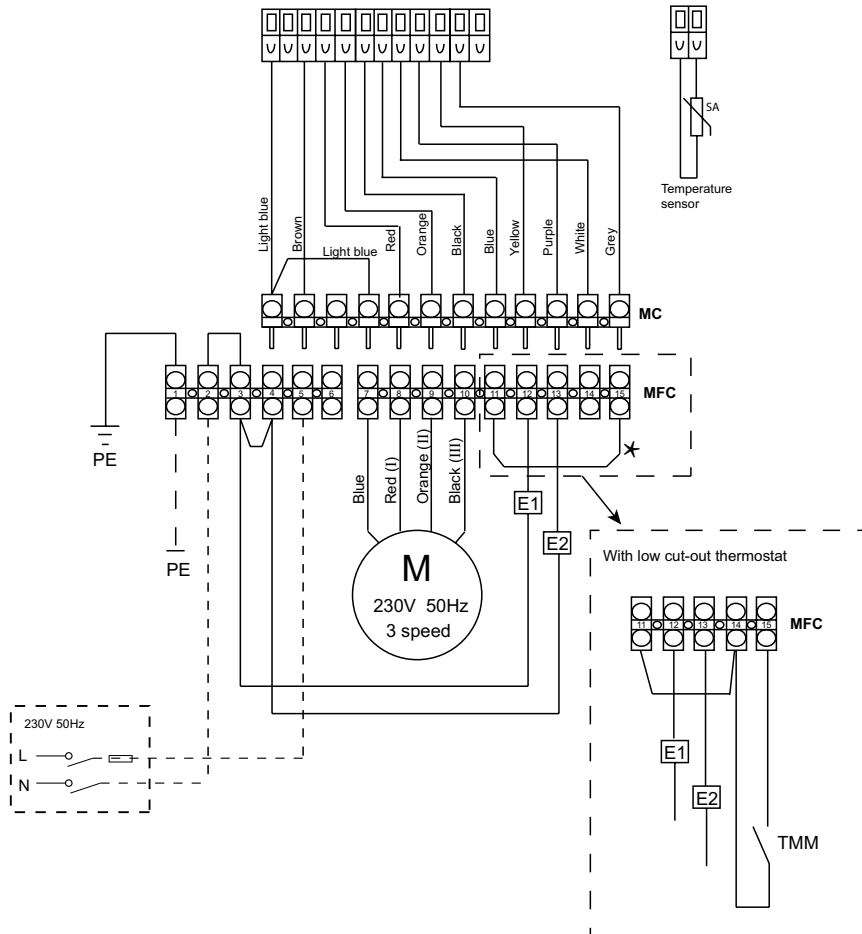 SA
Temperature
sensor
Light blue
Brown
Light blue
Red
Orange
Black
Blue
Yellow
Purple
White
Grey
MC
1 2 3 4 5 6 7 8 9 10 11 12 13 14 15
MFC
PE
PE
Blue
Red (I)
Orange (II)
Black (III)
E1
E2
M
230V 50Hz
3 speed
230V 50Hz
L
N
With low cut-out thermostat
11 12 13 14 15
MFC
E1
E2
TMM